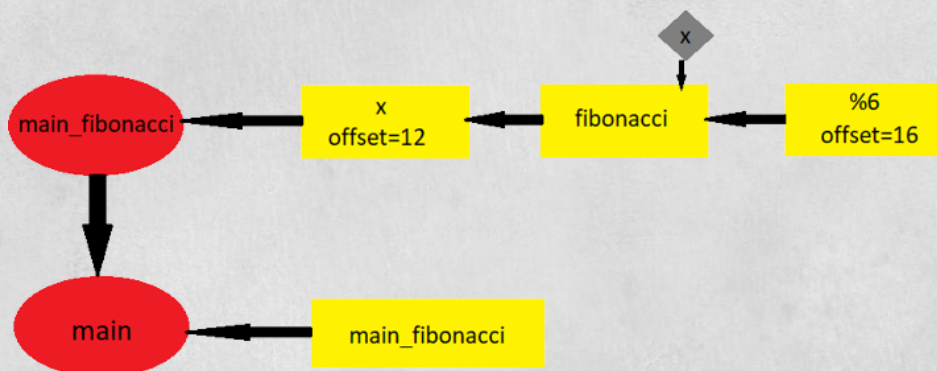 x
main_fibonacci
x
offset=12
fibonacci
%6
offset=16
main
main_fibonacci